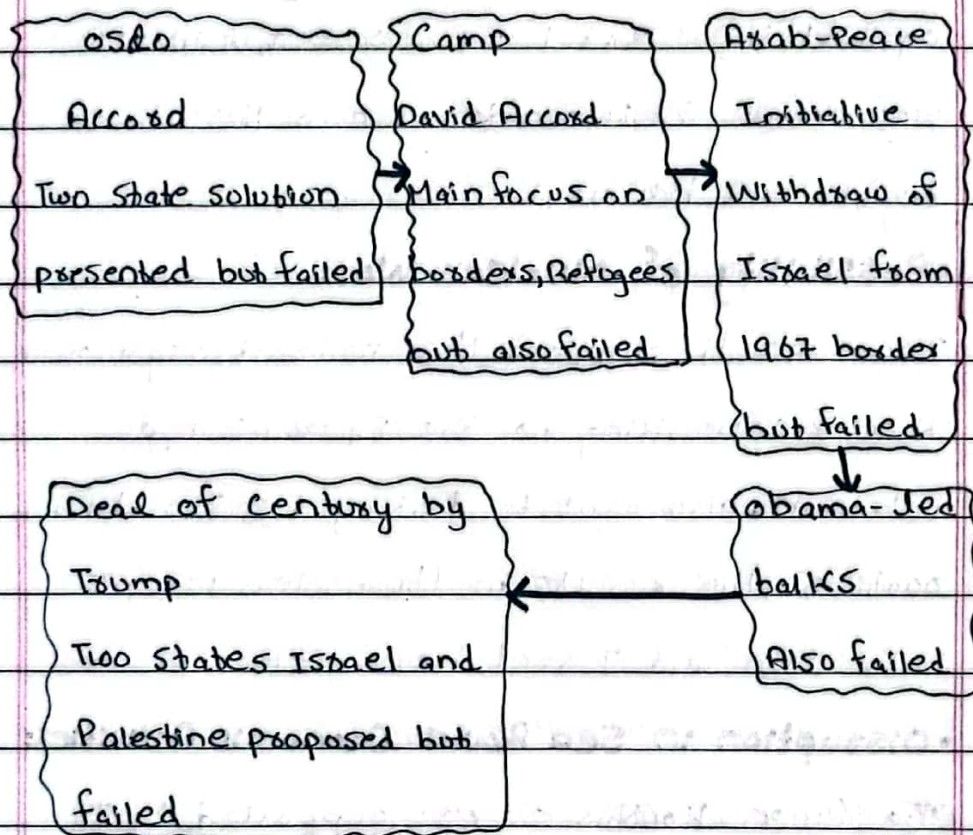 Oslo
Accord
Two State solution
presented but failed
Camp
David Accord
Main focus on
borders, Refugees
but also failed
Arab-Peace
Initiative
Withdraw of
Israel from
1967 border
but failed
Obama-led
talks
Also failed
Deal of Century by
Trump
Two States Israel and
Palestine proposed but
failed